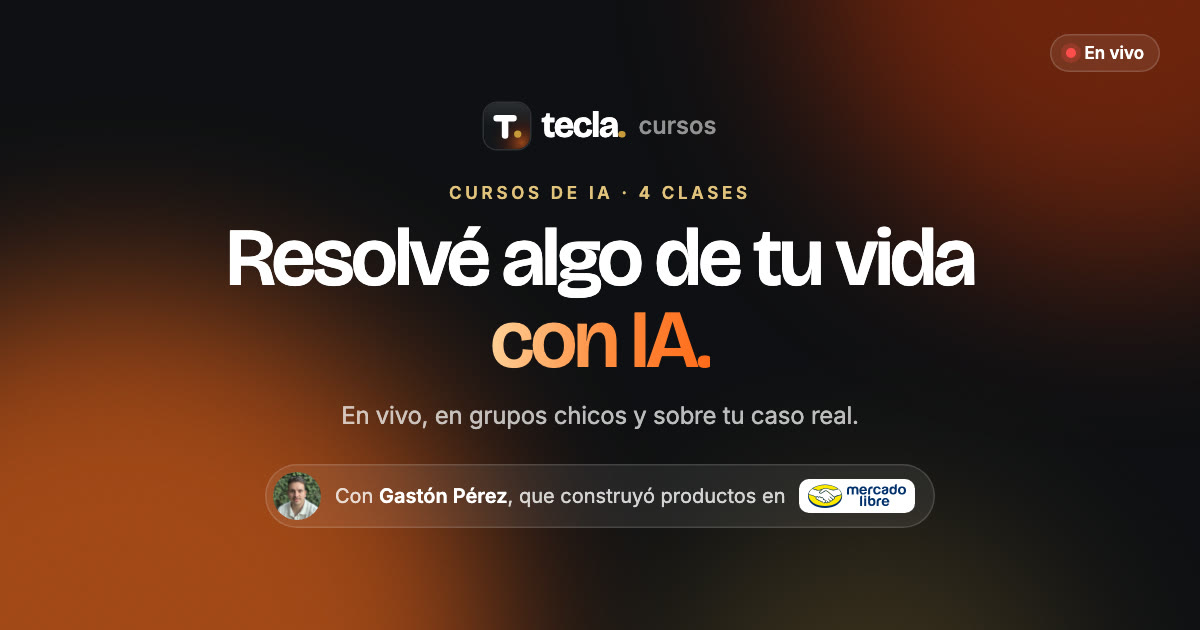 En vivo
T. tecla. cursos
CURSOS DE IA · 4 CLASES
Resolvé algo de tu vida
con IA.
En vivo, en grupos chicos y sobre tu caso real.
Con Gastón Pérez, que construyó productos en mercado
libre